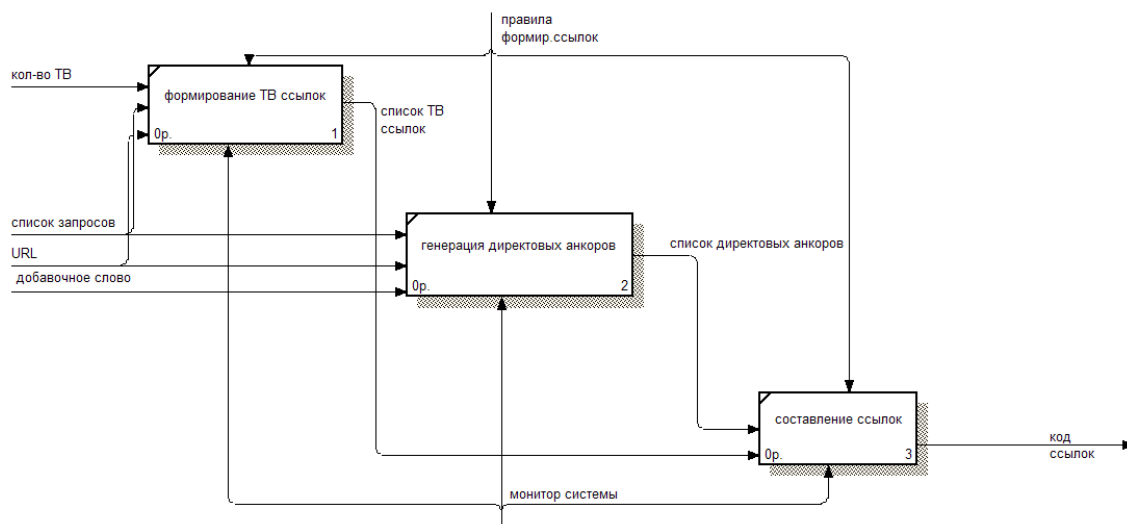 правила
формир.ссылок
кол-во ТВ
формирование ТВ ссылок
0р.
1
список ТВ
ссылок
список запросов
URL
добавочное слово
генерация директовых анкоров
0р.
2
список директовых анкоров
составление ссылок
0р.
3
код
ссылок
монитор системы